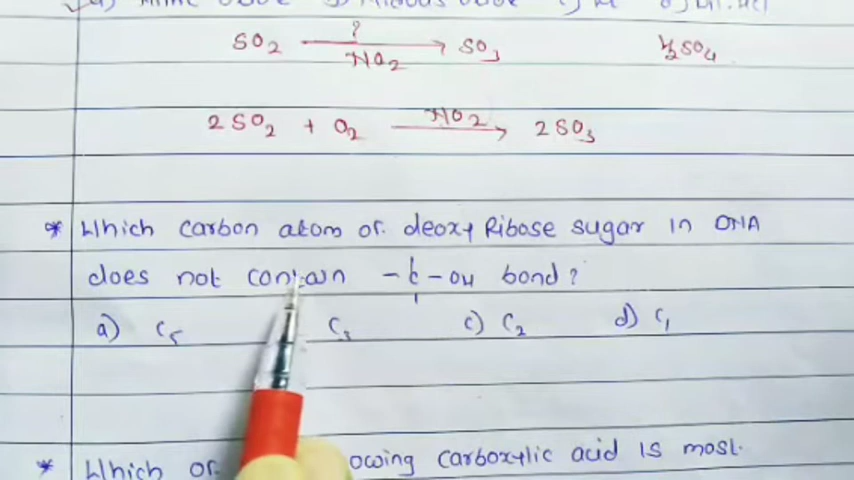 SO2 ? NO2 → SO3 H2SO4
2SO2 + O2 NO2 → 2SO3
* Which carbon atom of deoxy Ribose sugar in DNA
does not contain -C-OH bond?
a) C5 C3 c) C2 d) C1
* Which of owing carboxylic acid is most